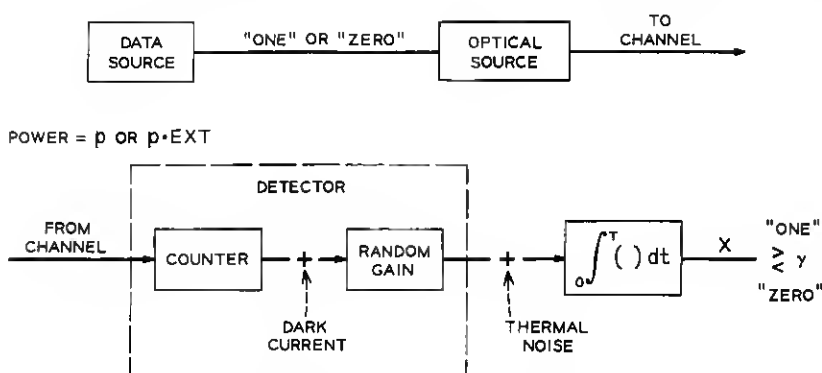 DATA SOURCE
"ONE" OR "ZERO"
OPTICAL SOURCE
TO CHANNEL
POWER = p OR p·EXT
DETECTOR
FROM CHANNEL
COUNTER
+
RANDOM GAIN
+
∫₀ᵀ ( ) dt
X
"ONE"
≷ γ
"ZERO"
DARK CURRENT
THERMAL NOISE